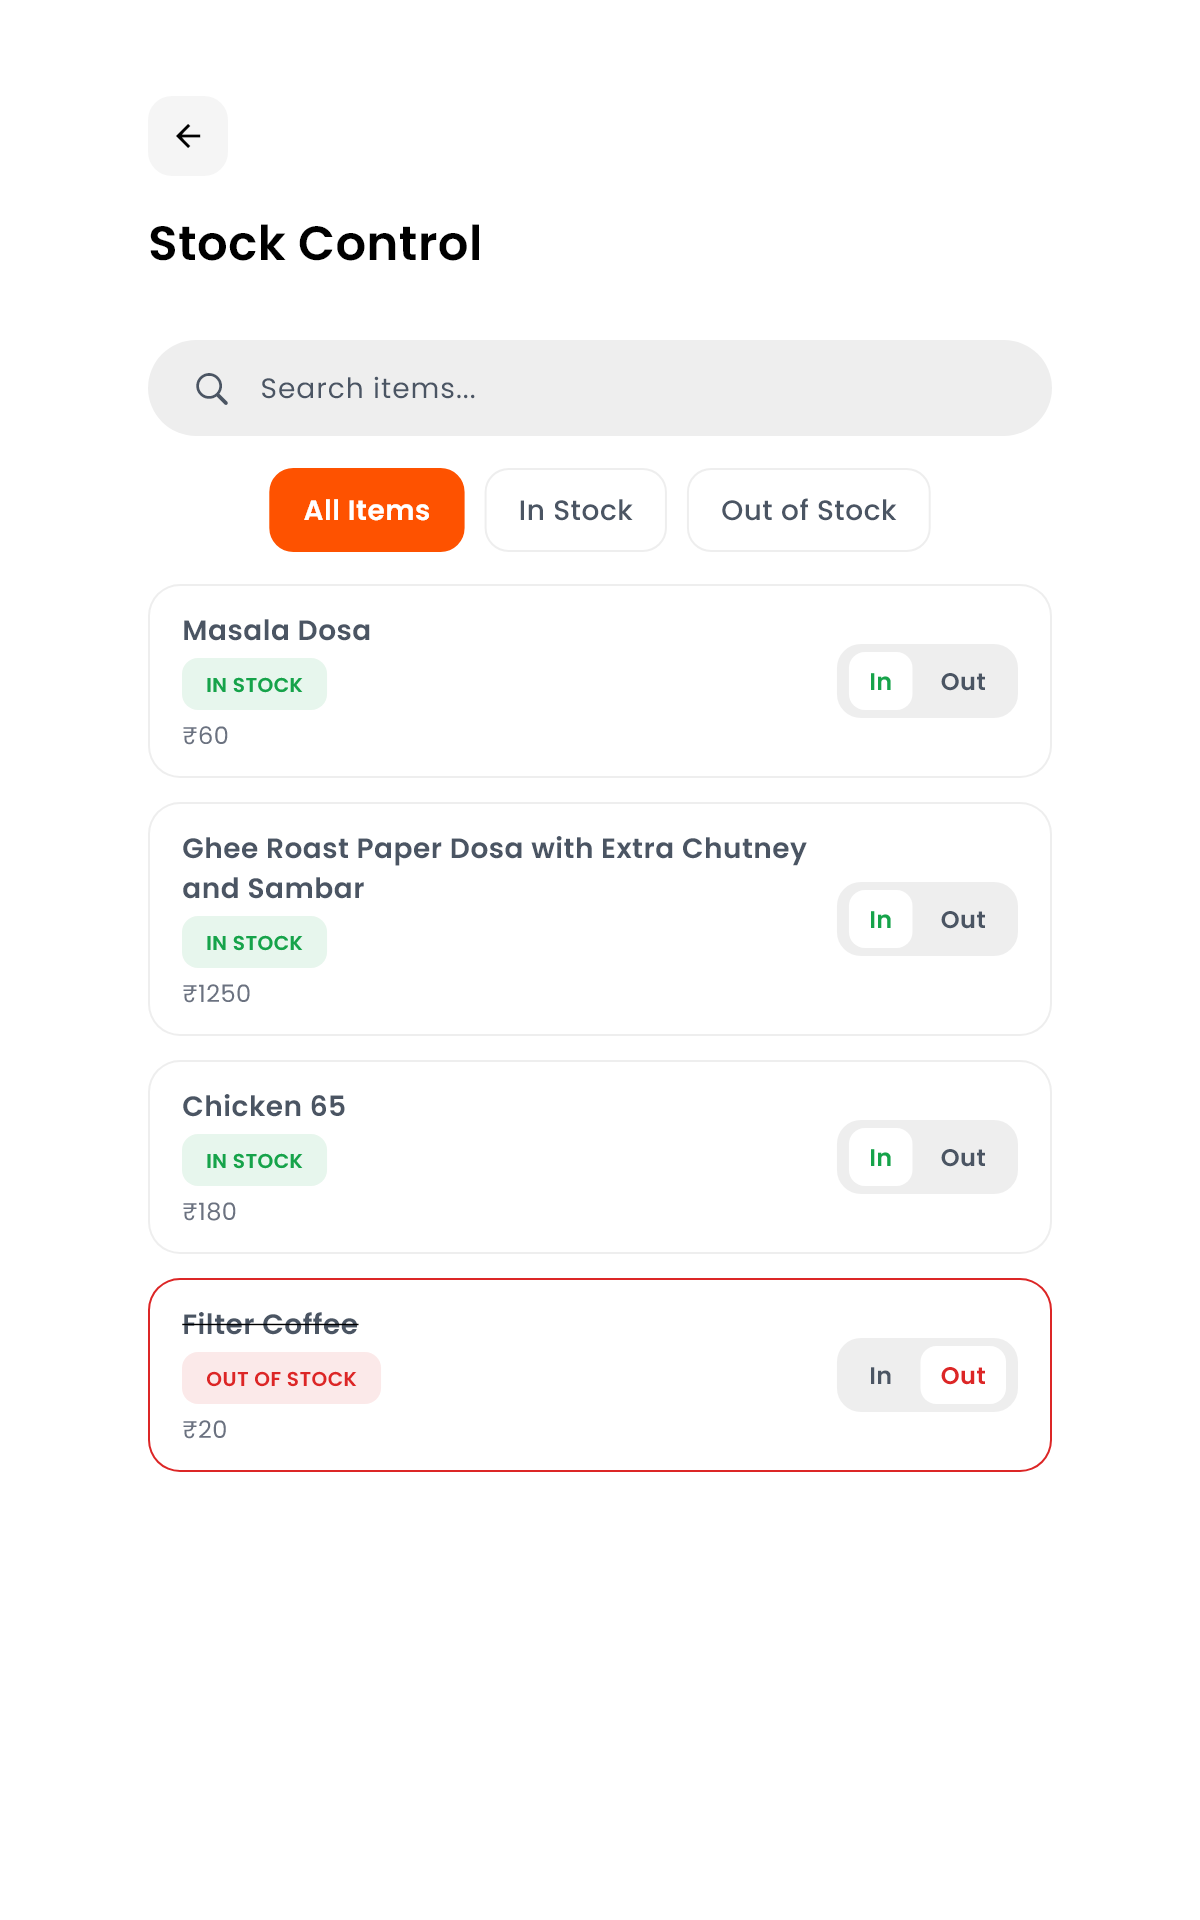 Stock Control
Search items...
All Items
In Stock
Out of Stock
Masala Dosa
IN STOCK
₹60
In
Out
Ghee Roast Paper Dosa with Extra Chutney
and Sambar
IN STOCK
₹1250
In
Out
Chicken 65
IN STOCK
₹180
In
Out
Filter Coffee
OUT OF STOCK
₹20
In
Out